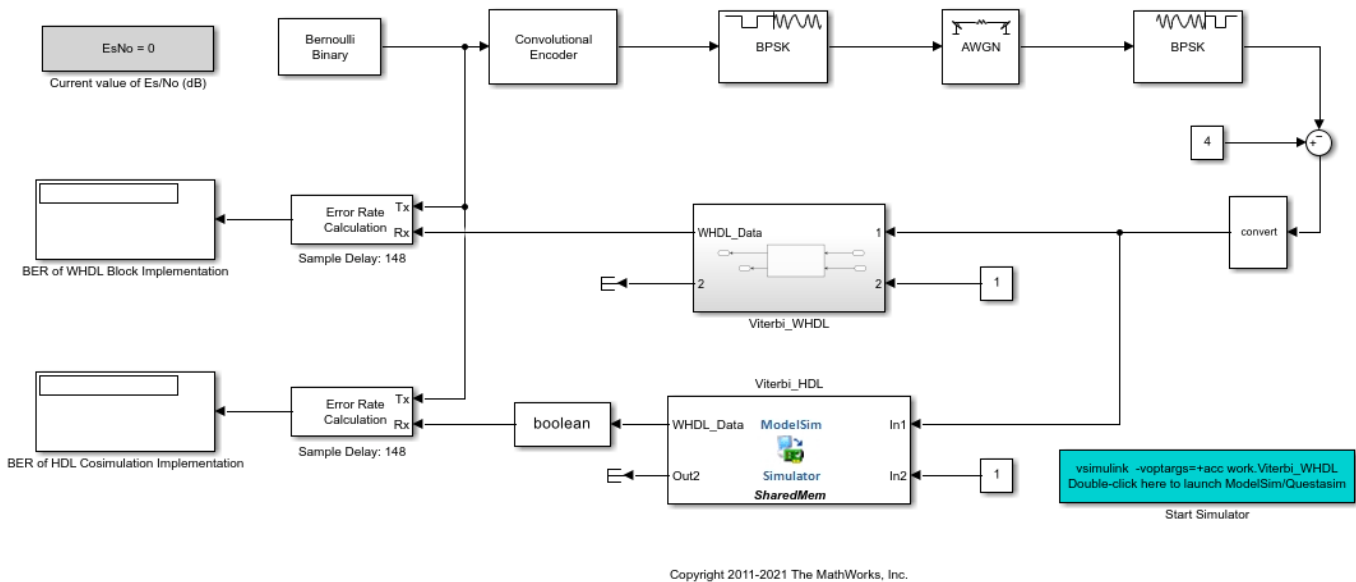 EsNo = 0
Current value of Es/No (dB)
Bernoulli
Binary
Convolutional
Encoder
BPSK
AWGN
BPSK
4
+
−
convert
BER of WHDL Block Implementation
Error Rate
Calculation
Tx
Rx
Sample Delay: 148
WHDL_Data
2
1
2
Viterbi_WHDL
1
BER of HDL Cosimulation Implementation
Error Rate
Calculation
Tx
Rx
Sample Delay: 148
boolean
Viterbi_HDL
WHDL_Data
Out2
ModelSim
Simulator
SharedMem
In1
In2
1
vsimulink -voptargs=+acc work.Viterbi_WHDL
Double-click here to launch ModelSim/Questasim
Start Simulator
Copyright 2011-2021 The MathWorks, Inc.